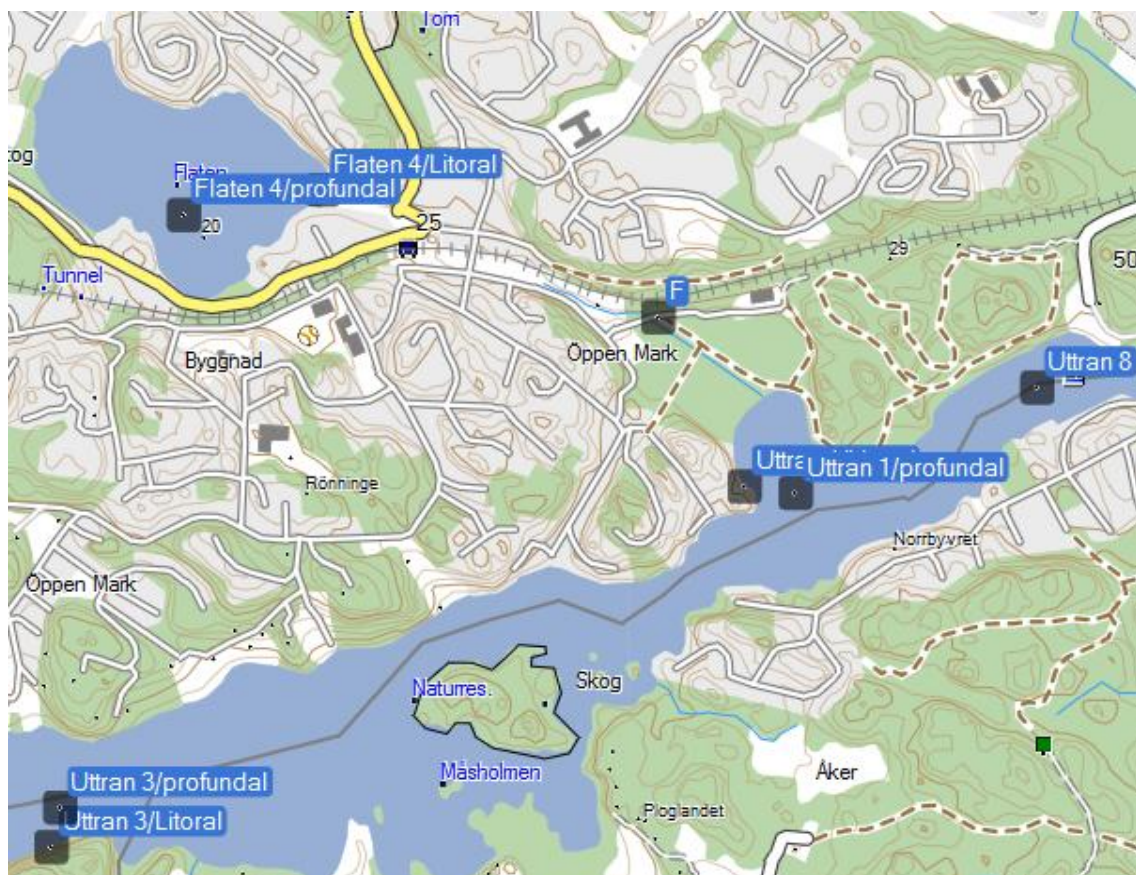 Tom
Flaten 4/Litoral
Flaten
Flaten 4/profundal
20
25
29
50
Tunnel
F
Öppen Mark
Byggnad
Uttran 8
Uttran 1/profundal
Rönninge
Norrbyvret
Öppen Mark
Skog
Naturres.
Måsholmen
Åker
Uttran 3/profundal
Uttran 3/Litoral
Ploglandet